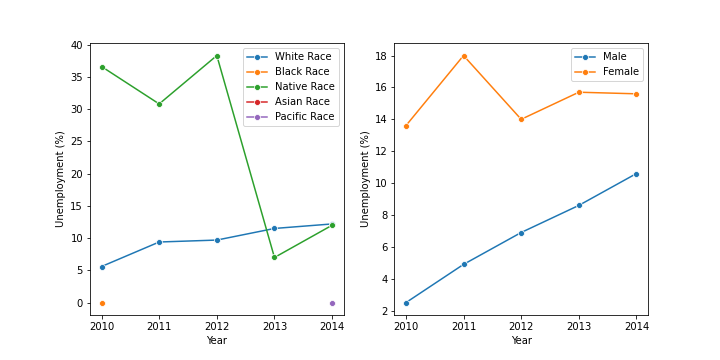 40
35
30
25
20
15
10
5
0
Unemployment (%)
2010 2011 2012 2013 2014
Year
White Race
Black Race
Native Race
Asian Race
Pacific Race
18
16
14
12
10
8
6
4
2
Unemployment (%)
2010 2011 2012 2013 2014
Year
Male
Female